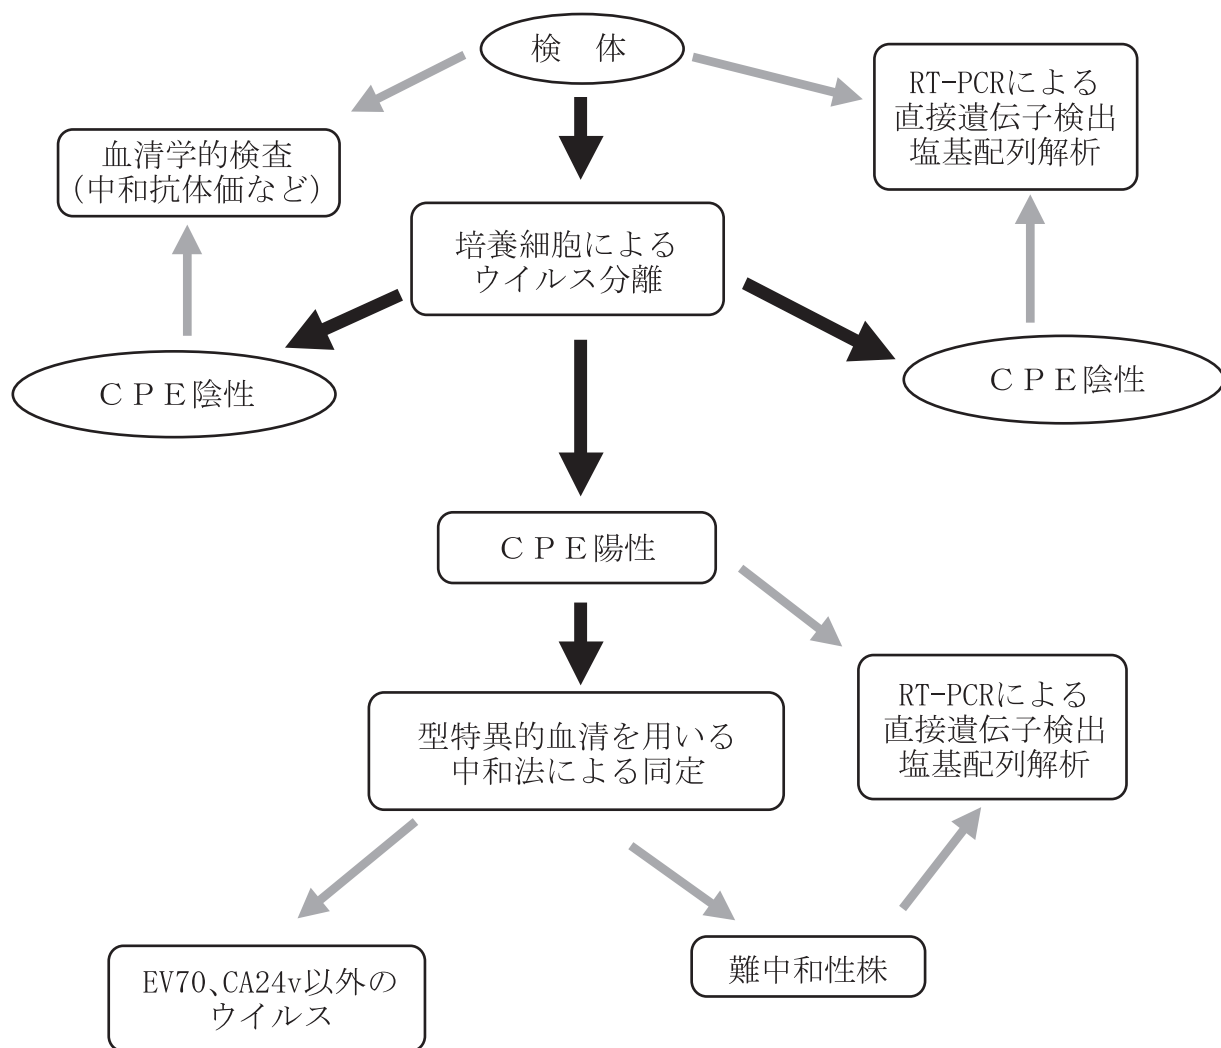 検　体
RT-PCRによる
直接遺伝子検出
塩基配列解析
血清学的検査
（中和抗体価など）
培養細胞による
ウイルス分離
ＣＰＥ陰性
ＣＰＥ陰性
ＣＰＥ陽性
RT-PCRによる
直接遺伝子検出
塩基配列解析
型特異的血清を用いる
中和法による同定
難中和性株
EV70、CA24v以外の
ウイルス